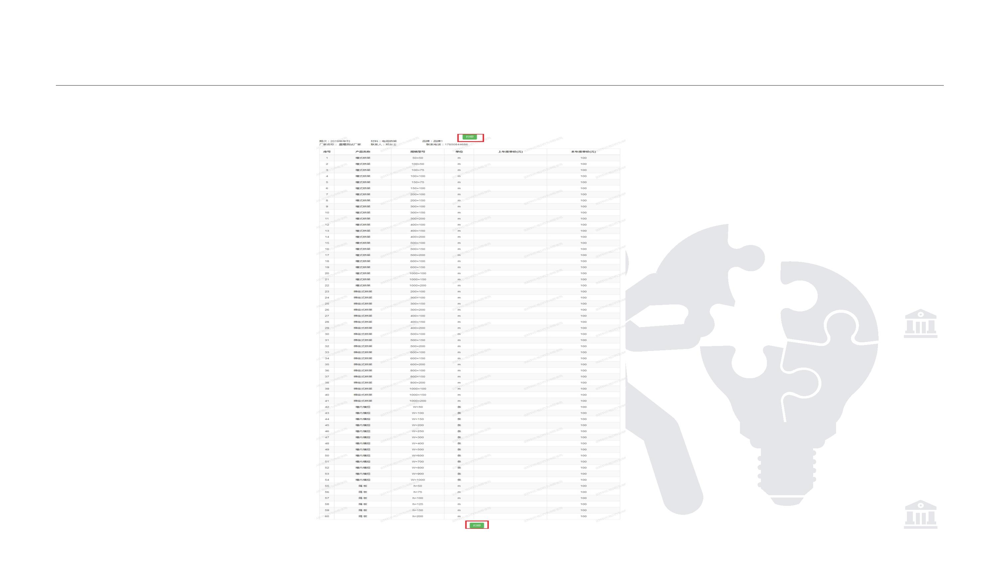 打印
期次：2019年年刊 材料：电缆桥架 品牌：品牌1
厂家名称： 晨曦测试厂家 联系人：郑女士 联系电话：17850844686
序号 产品名称 规格型号 单位 上年度单价(元) 本年度单价(元)
1 槽式桥架 50×50 m 100
2 槽式桥架 100×50 m 100
3 槽式桥架 100×75 m 100
4 槽式桥架 100×100 m 100
5 槽式桥架 150×75 m 100
6 槽式桥架 150×100 m 100
7 槽式桥架 200×100 m 100
8 槽式桥架 200×150 m 100
9 槽式桥架 300×100 m 100
10 槽式桥架 300×150 m 100
11 槽式桥架 300×200 m 100
12 槽式桥架 400×100 m 100
13 槽式桥架 400×150 m 100
14 槽式桥架 400×200 m 100
15 槽式桥架 500×100 m 100
16 槽式桥架 500×150 m 100
17 槽式桥架 500×200 m 100
18 槽式桥架 600×100 m 100
19 槽式桥架 600×150 m 100
20 槽式桥架 1000×100 m 100
21 槽式桥架 1000×150 m 100
22 槽式桥架 1000×200 m 100
23 梯级式桥架 200×100 m 100
24 梯级式桥架 300×100 m 100
25 梯级式桥架 300×150 m 100
26 梯级式桥架 300×200 m 100
27 梯级式桥架 400×100 m 100
28 梯级式桥架 400×150 m 100
29 梯级式桥架 400×200 m 100
30 梯级式桥架 500×100 m 100
31 梯级式桥架 500×150 m 100
32 梯级式桥架 500×200 m 100
33 梯级式桥架 600×100 m 100
34 梯级式桥架 600×150 m 100
35 梯级式桥架 600×200 m 100
36 梯级式桥架 800×100 m 100
37 梯级式桥架 800×150 m 100
38 梯级式桥架 800×200 m 100
39 梯级式桥架 1000×100 m 100
40 梯级式桥架 1000×150 m 100
41 梯级式桥架 1000×200 m 100
42 槽内横担 W=50 条 100
43 槽内横担 W=100 条 100
44 槽内横担 W=150 条 100
45 槽内横担 W=200 条 100
46 槽内横担 W=250 条 100
47 槽内横担 W=300 条 100
48 槽内横担 W=400 条 100
49 槽内横担 W=500 条 100
50 槽内横担 W=600 条 100
51 槽内横担 W=700 条 100
52 槽内横担 W=800 条 100
53 槽内横担 W=900 条 100
54 槽内横担 W=1000 条 100
55 隔 板 h=50 m 100
56 隔 板 h=75 m 100
57 隔 板 h=100 m 100
58 隔 板 h=125 m 100
59 隔 板 h=150 m 100
60 隔 板 h=200 m 100
打印